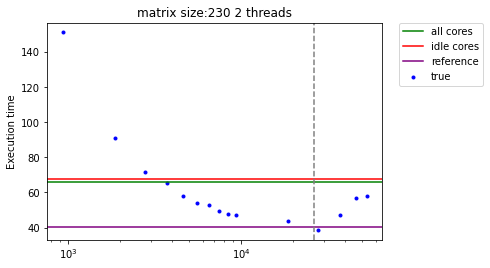 matrix size:230 2 threads
Execution time
140
120
100
80
60
40
10³
10⁴
all cores
idle cores
reference
true